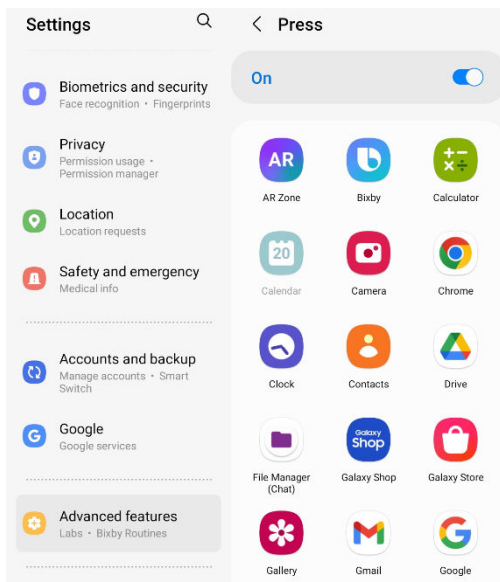 Settings
Biometrics and security
Face recognition • Fingerprints
Privacy
Permission usage •
Permission manager
Location
Location requests
Safety and emergency
Medical info
Accounts and backup
Manage accounts • Smart
Switch
G
Google
Google services
Advanced features
Labs • Bixby Routines
< Press
On
AR
AR Zone
Bixby
Calculator
20
Calendar
Camera
Chrome
Clock
Contacts
Drive
File Manager
(Chat)
Galaxy
Shop
Galaxy Shop
Galaxy Store
Gallery
Gmail
G
Google